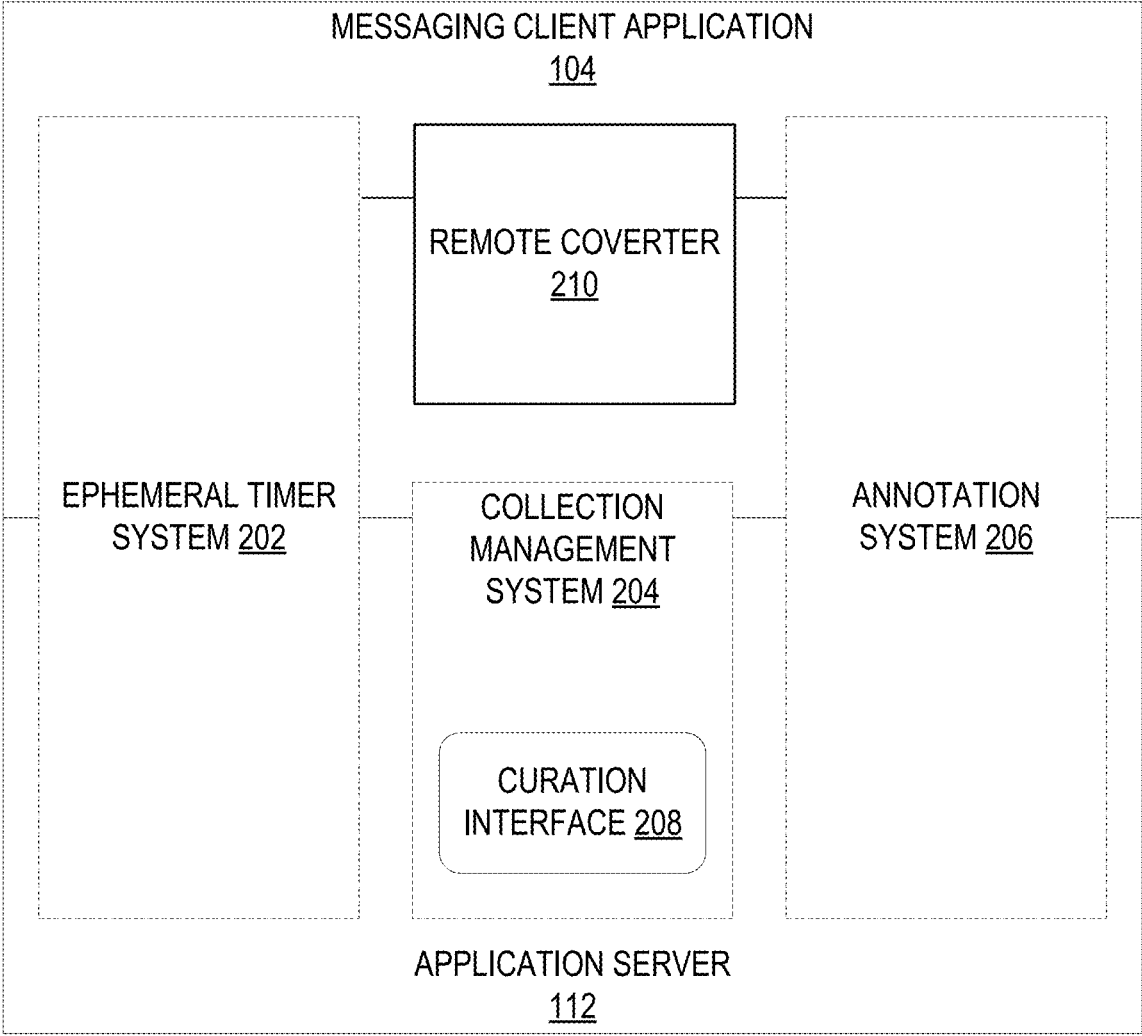 MESSAGING CLIENT APPLICATION
104
REMOTE COVERTER
210
EPHEMERAL TIMER
SYSTEM 202
COLLECTION
MANAGEMENT
SYSTEM 204
ANNOTATION
SYSTEM 206
CURATION
INTERFACE 208
APPLICATION SERVER
112